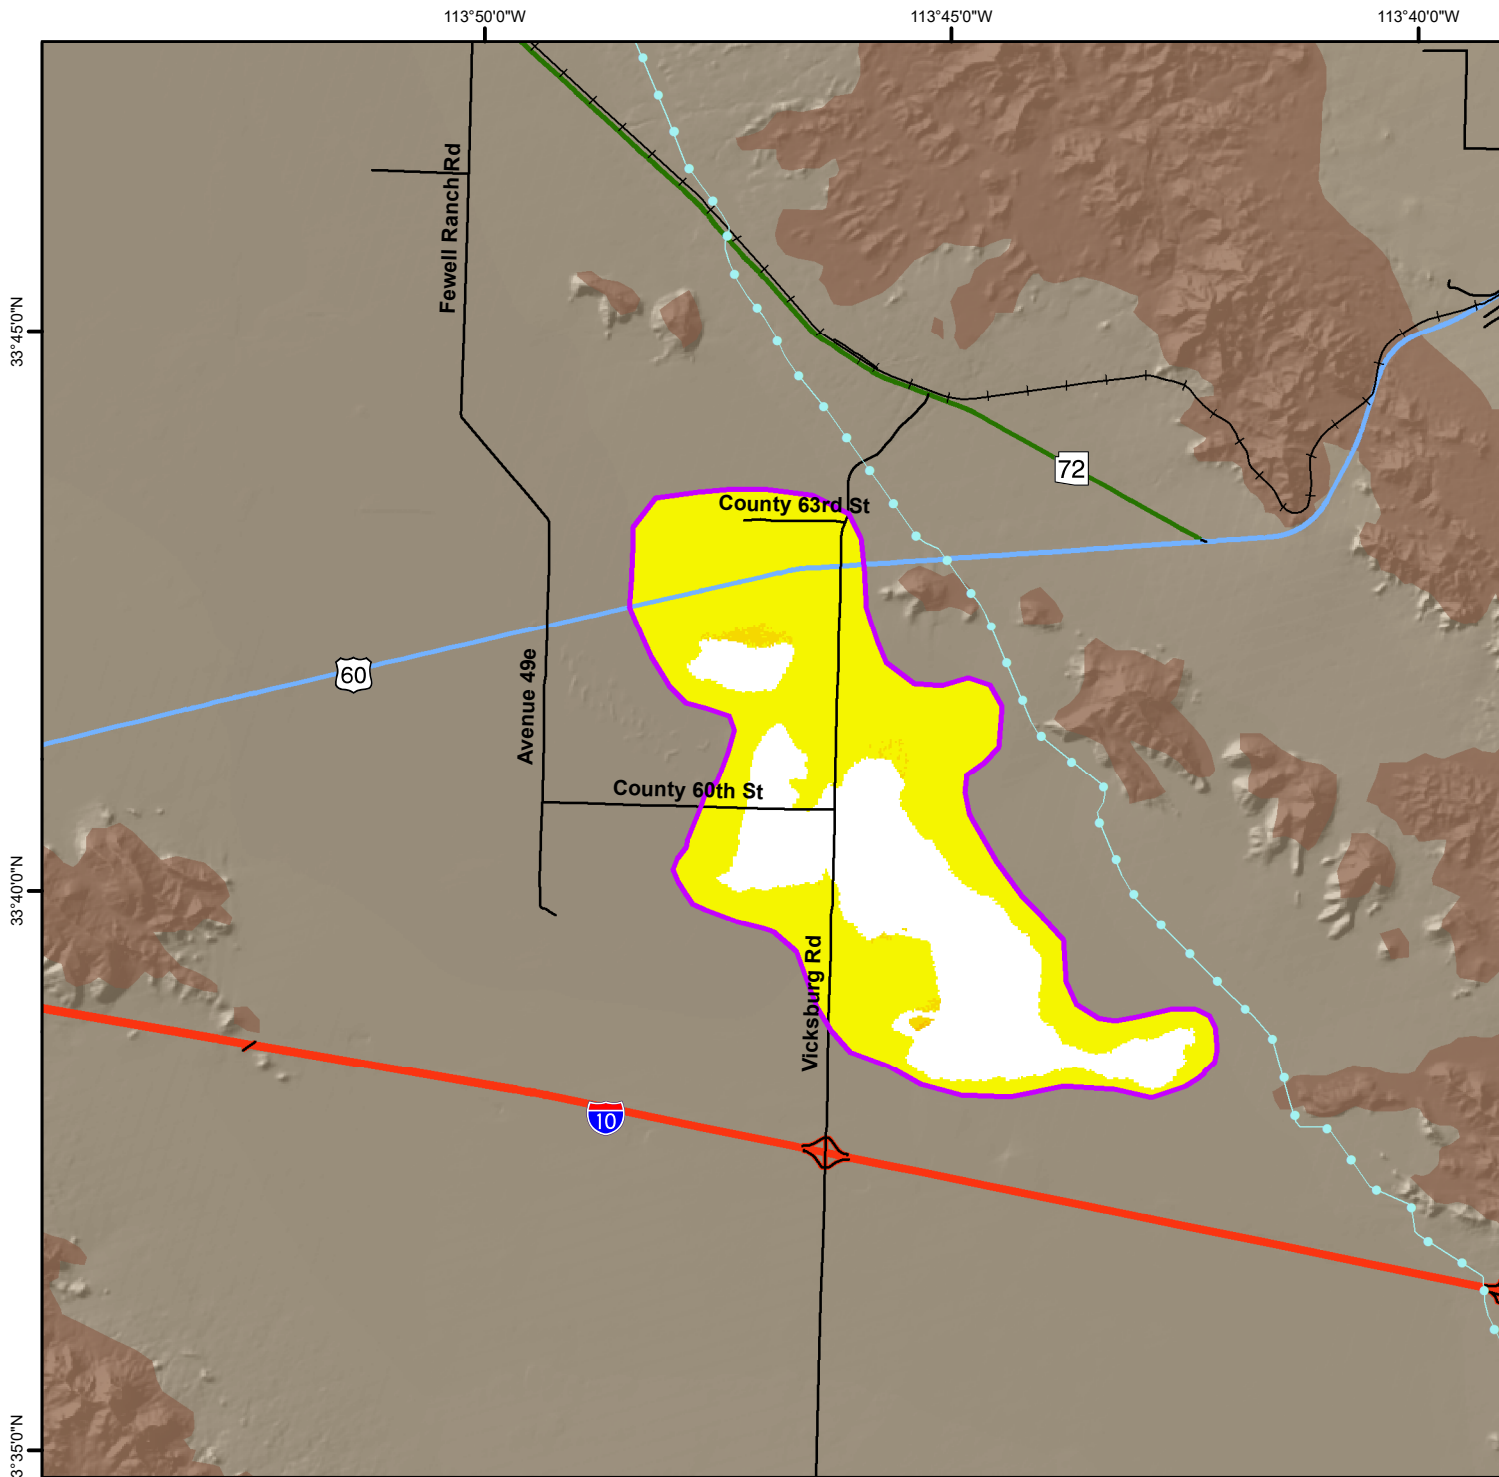 113°50'0"W
113°45'0"W
113°40'0"W
Fewell Ranch Rd
33°45'0"N
72
County 63rd St
60
Avenue 49e
County 60th St
33°40'0"N
Vicksburg Rd
10
3°35'0"N